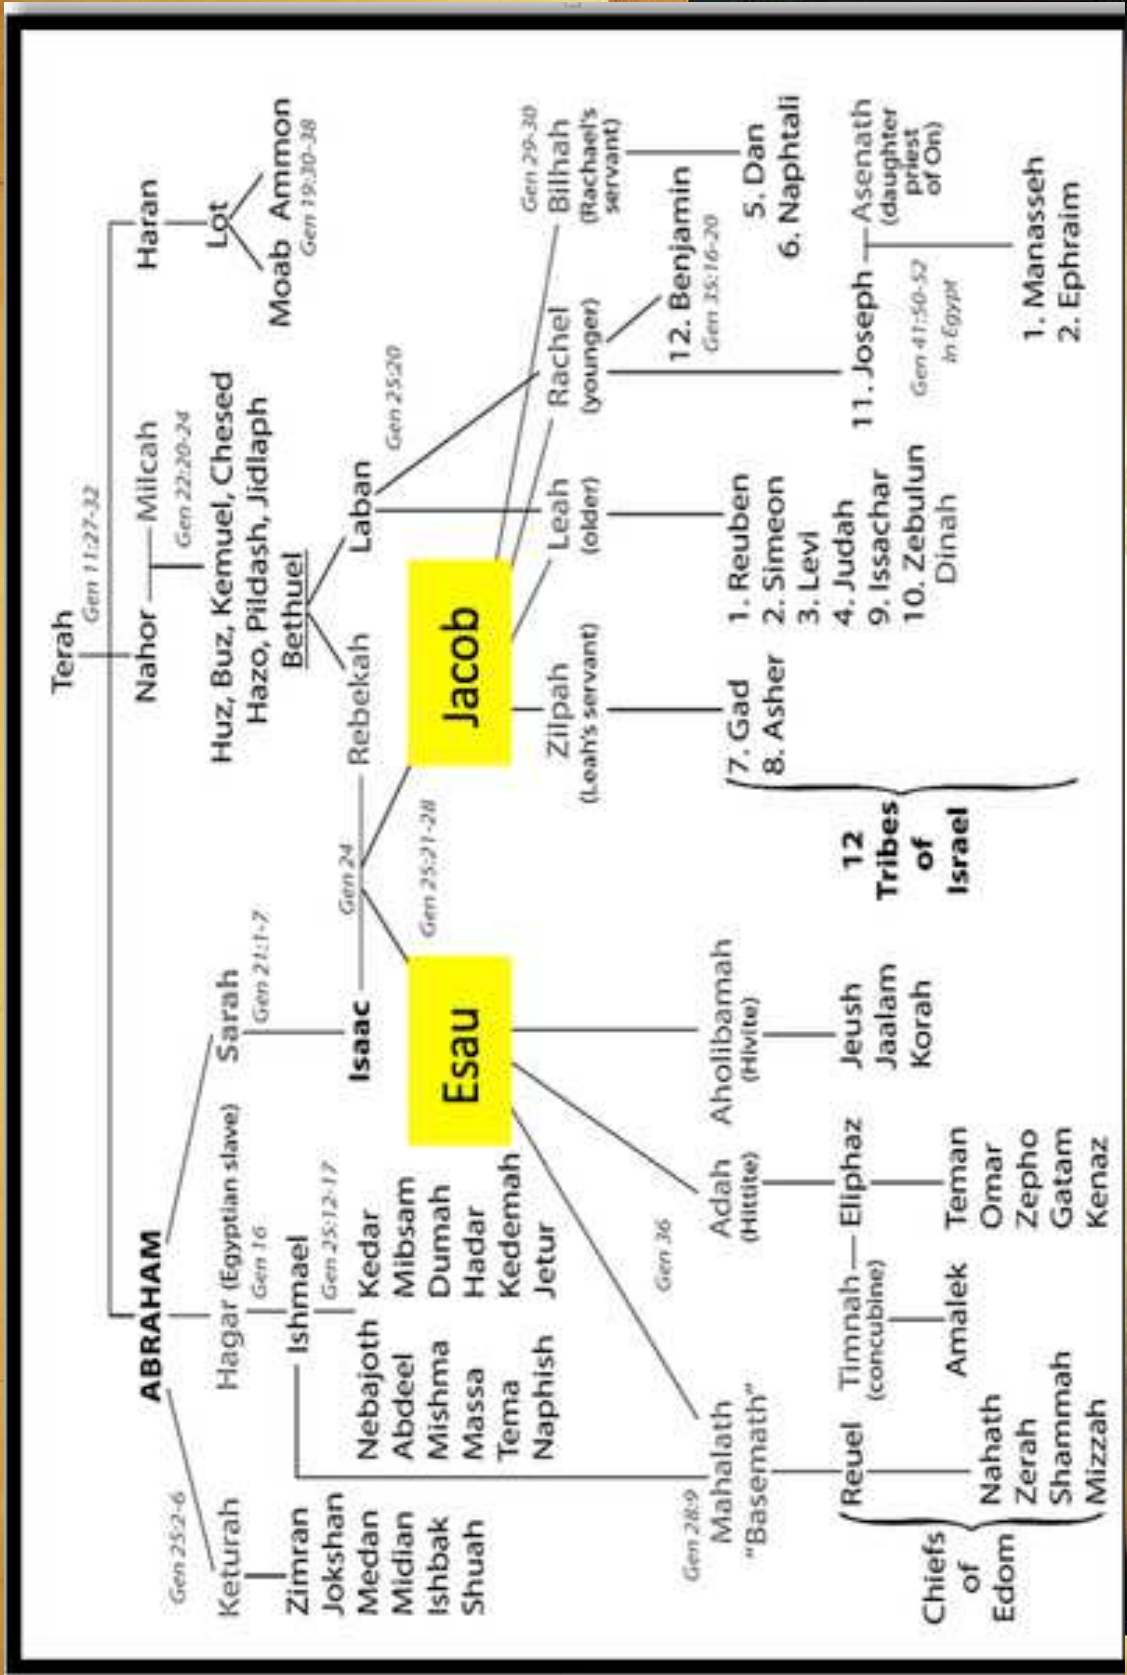 Terah
Gen 11:27-32
ABRAHAM
Nahor
Milcah
Haran
Gen 25:2-6
Gen 22:20-24
Keturah
Hagar (Egyptian slave)
Gen 16
Sarah
Gen 21:1-7
Huz, Buz, Kemuel, Chesed
Hazo, Pildash, Jidlaph
Bethuel
Lot
Moab Ammon
Gen 19:30-38
Zimran
Jokshan
Medan
Midian
Ishbak
Shuah
Ishmael
Gen 25:12-17
Nebajoth Kedar
Abdeel Mibsam
Mishma Dumah
Massa Hadar
Tema Kedemah
Naphish Jetur
Isaac
Gen 24
Rebekah
Laban
Gen 25:20
Gen 25:21-28
Esau
Jacob
Gen 29-30
Zilpah
(Leah's servant)
Leah
(older)
Rachel
(younger)
Bilhah
(Rachael's
servant)
12. Benjamin
Gen 35:16-20
Gen 28:9
Gen 36
Mahalath
"Basemath"
Adah
(Hittite)
Aholibamah
(Hivite)
7. Gad
8. Asher
1. Reuben
2. Simeon
3. Levi
4. Judah
9. Issachar
10. Zebulun
Dinah
5. Dan
6. Naphtali
Reuel
Timnah
(concubine)
Eliphaz
Jeush
Jaalam
Korah
12
Tribes
of
Israel
11. Joseph
Gen 41:50-52
in Egypt
Asenath
(daughter
priest
of On)
Chiefs
of
Edom
Nahath
Zerah
Shammah
Mizzah
Amalek
Teman
Omar
Zepho
Gatam
Kenaz
1. Manasseh
2. Ephraim